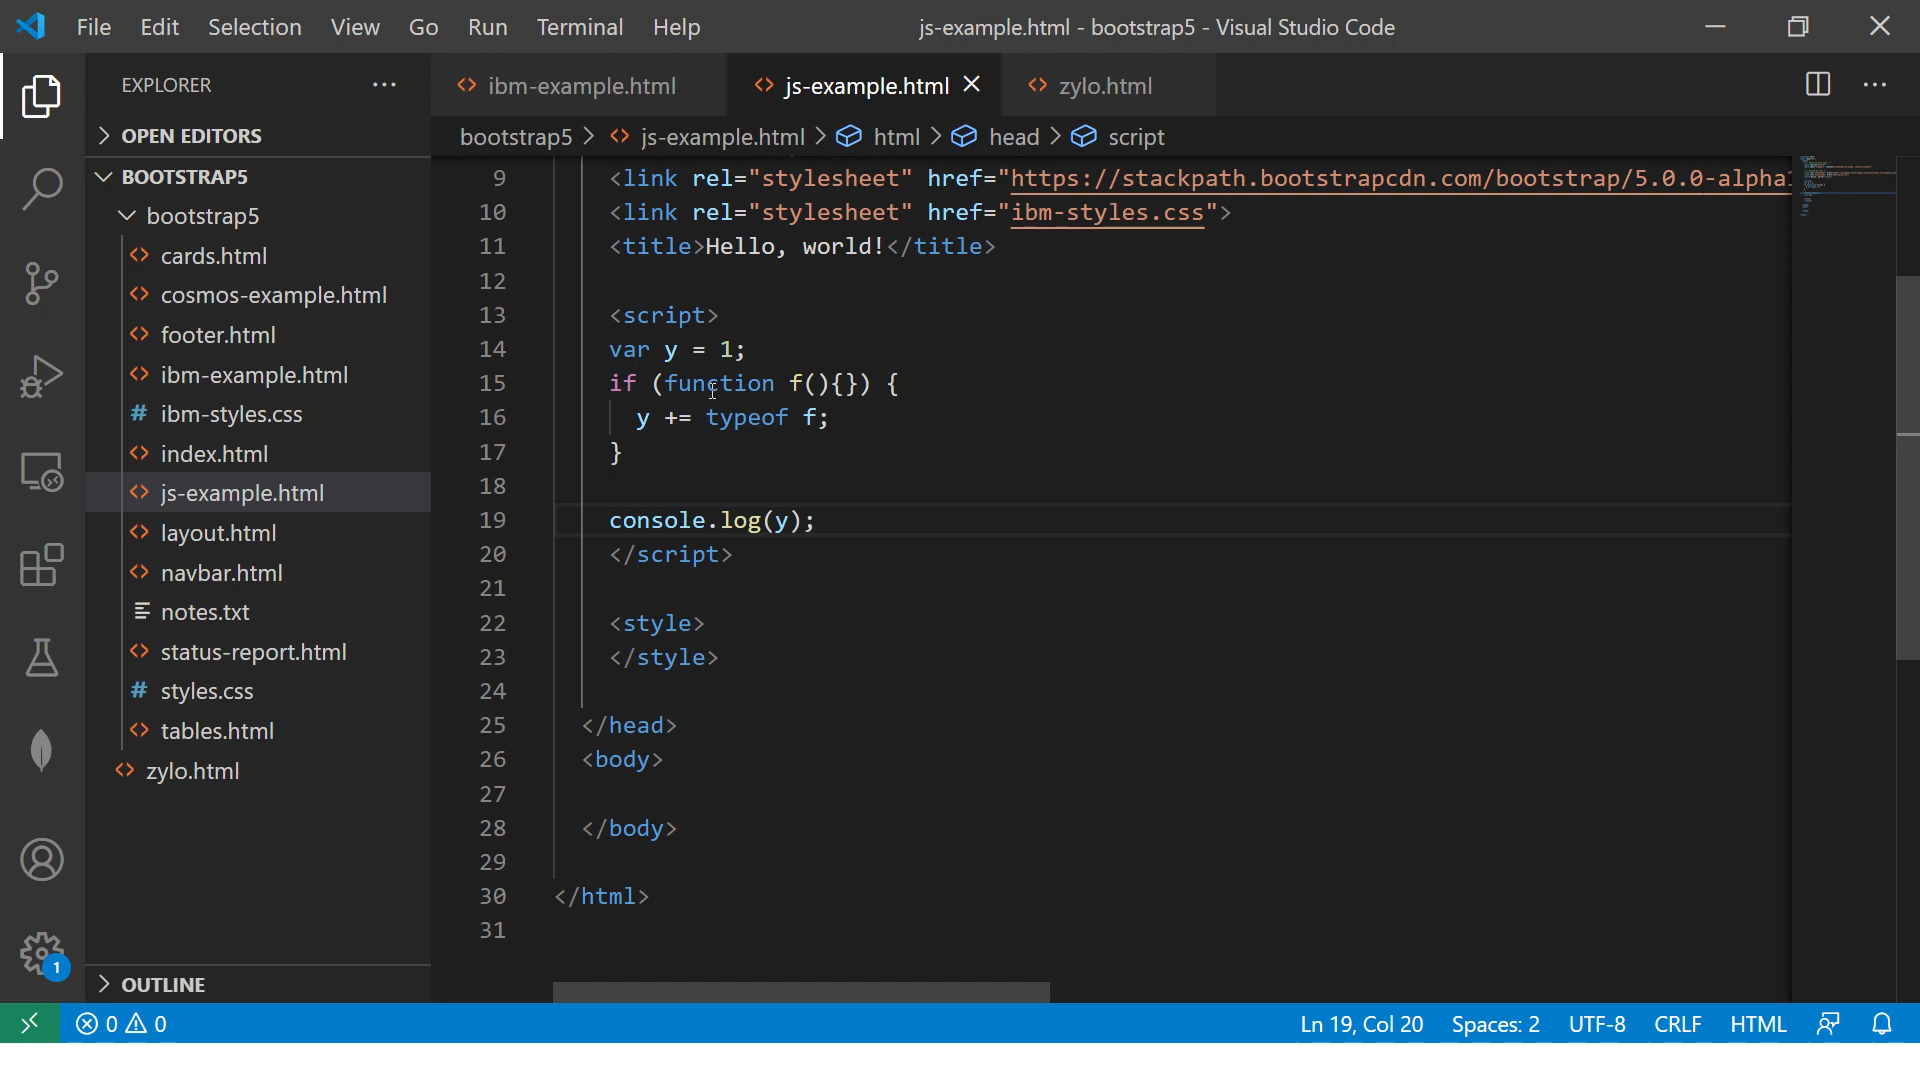 File Edit Selection View Go Run Terminal Help
js-example.html - bootstrap5 - Visual Studio Code
EXPLORER
OPEN EDITORS
BOOTSTRAP5
bootstrap5
cards.html
cosmos-example.html
footer.html
ibm-example.html
ibm-styles.css
index.html
js-example.html
layout.html
navbar.html
notes.txt
status-report.html
styles.css
tables.html
zylo.html
OUTLINE
1
ibm-example.html js-example.html zylo.html
bootstrap5 > js-example.html > html > head > script
9 <link rel="stylesheet" href="https://stackpath.bootstrapcdn.com/bootstrap/5.0.0-alpha
10 <link rel="stylesheet" href="ibm-styles.css">
11 <title>Hello, world!</title>
12
13 <script>
14 var y = 1;
15 if (function f(){}) {
16 y += typeof f;
17 }
18
19 console.log(y);
20 </script>
21
22 <style>
23 </style>
24
25 </head>
26 <body>
27
28 </body>
29
30 </html>
31
0 0 Ln 19, Col 20 Spaces: 2 UTF-8 CRLF HTML